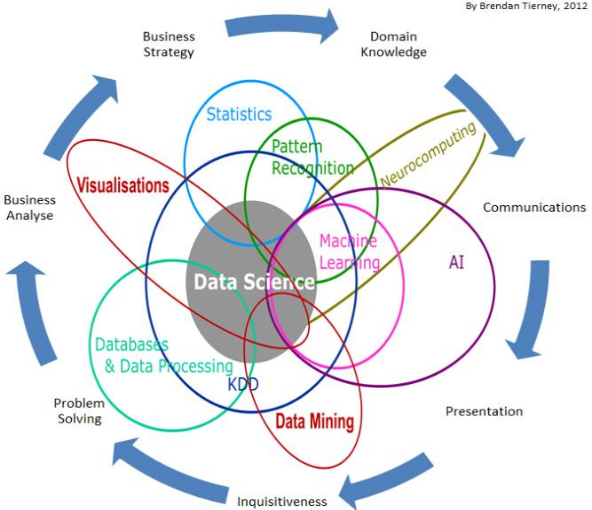 By Brendan Tierney, 2012
Business
Strategy
Domain
Knowledge
Statistics
Pattern
Recognition
Neurocomputing
Visualisations
Business
Analyse
Communications
Machine
Learning
AI
Data Science
Databases
& Data Processing
KDD
Data Mining
Problem
Solving
Presentation
Inquisitiveness